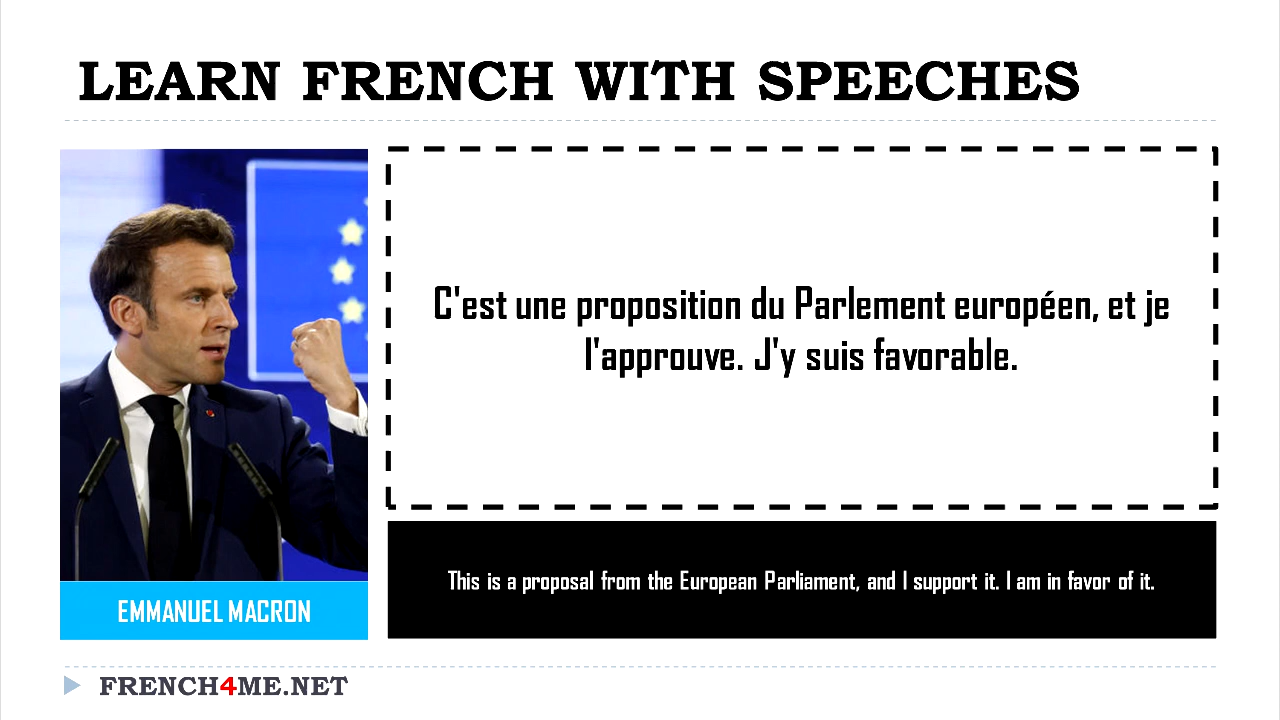 LEARN FRENCH WITH SPEECHES
C'est une proposition du Parlement européen, et je
l'approuve. J'y suis favorable.
This is a proposal from the European Parliament, and I support it. I am in favor of it.
EMMANUEL MACRON
FRENCH4ME.NET